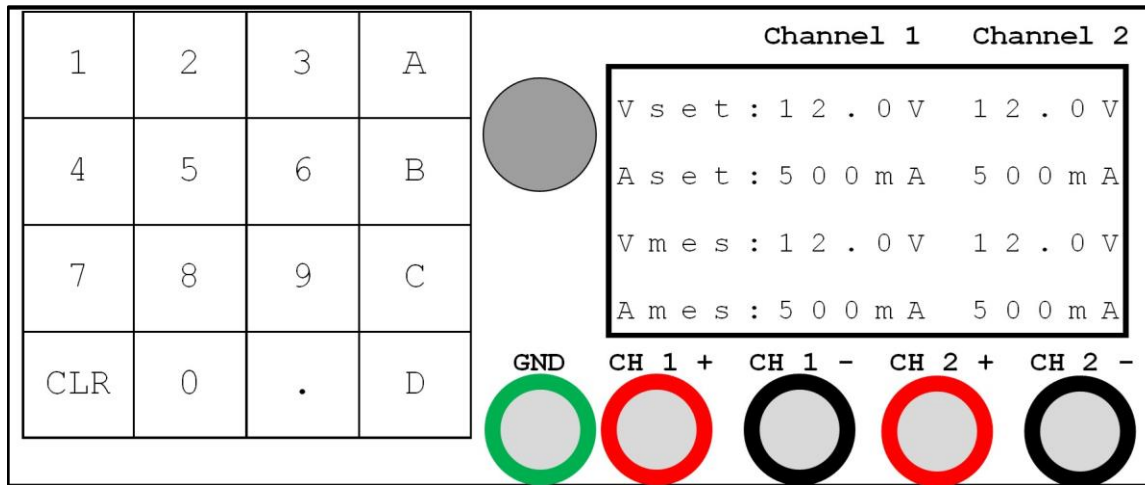 1 2 3 A
4 5 6 B
7 8 9 C
CLR 0 . D
Channel 1 Channel 2
Vset:12.0V 12.0V
Aset:500mA 500mA
Vmes:12.0V 12.0V
Ames:500mA 500mA
GND CH 1 + CH 1 - CH 2 + CH 2 -